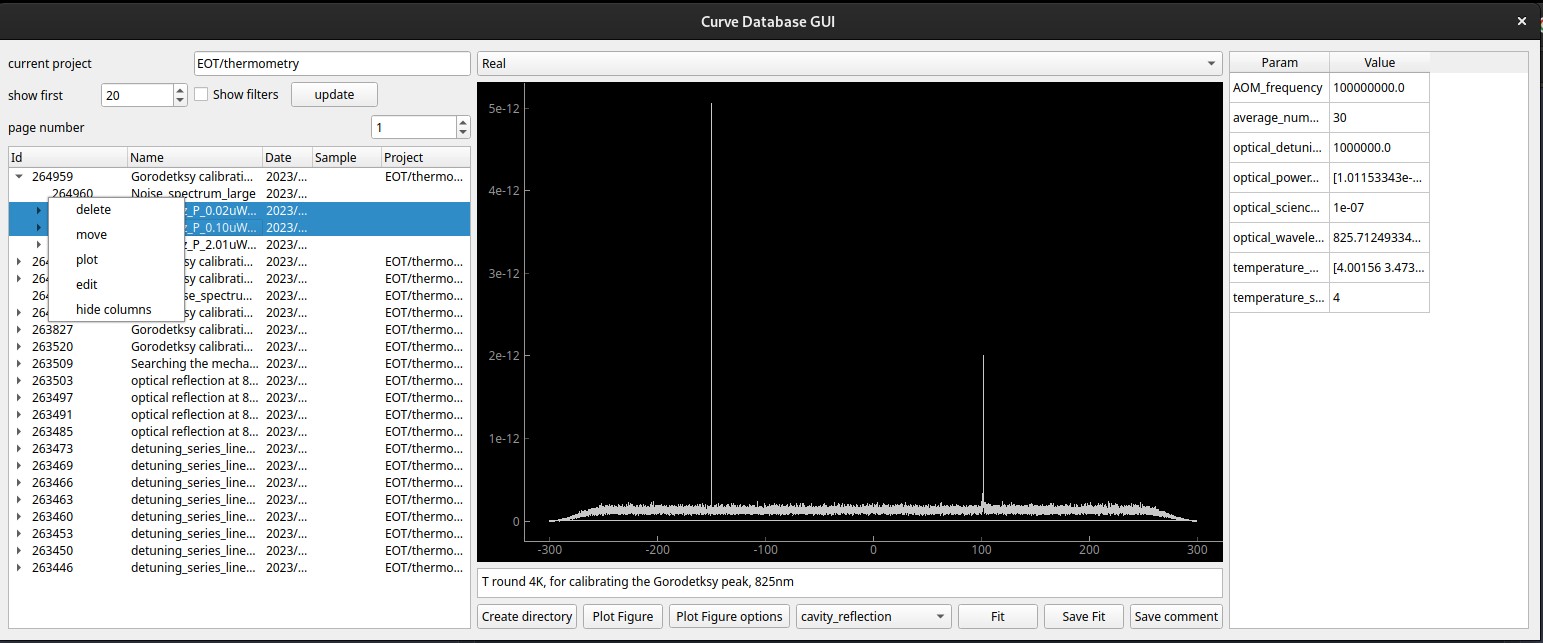 Curve Database GUI
×
current project
EOT/thermometry
show first
20
Show filters
update
page number
1
Id Name Date Sample Project
264959 Gorodetksy calibrati... 2023/... EOT/thermo...
264960 Noise_spectrum_large 2023/...
z_P_0.02uW... 2023/...
z_P_0.10uW... 2023/...
z_P_2.01uW... 2023/...
264 ksy calibrati... 2023/... EOT/thermo...
264 ksy calibrati... 2023/... EOT/thermo...
264 se_spectru... 2023/... EOT/thermo...
264 ksy calibrati... 2023/... EOT/thermo...
263827 Gorodetksy calibrati... 2023/... EOT/thermo...
263520 Gorodetksy calibrati... 2023/... EOT/thermo...
263509 Searching the mecha... 2023/... EOT/thermo...
263503 optical reflection at 8... 2023/... EOT/thermo...
263497 optical reflection at 8... 2023/... EOT/thermo...
263491 optical reflection at 8... 2023/... EOT/thermo...
263485 optical reflection at 8... 2023/... EOT/thermo...
263473 detuning_series_line... 2023/... EOT/thermo...
263469 detuning_series_line... 2023/... EOT/thermo...
263466 detuning_series_line... 2023/... EOT/thermo...
263463 detuning_series_line... 2023/... EOT/thermo...
263460 detuning_series_line... 2023/... EOT/thermo...
263453 detuning_series_line... 2023/... EOT/thermo...
263450 detuning_series_line... 2023/... EOT/thermo...
263446 detuning_series_line... 2023/... EOT/thermo...
delete
move
plot
edit
hide columns
Real
5e-12
4e-12
3e-12
2e-12
1e-12
0
-300 -200 -100 0 100 200 300
T round 4K, for calibrating the Gorodetksy peak, 825nm
Create directory Plot Figure Plot Figure options cavity_reflection Fit Save Fit Save comment
Param Value
AOM_frequency 100000000.0
average_num... 30
optical_detuni... 1000000.0
optical_power... [1.01153343e-...
optical_scienc... 1e-07
optical_wavele... 825.71249334...
temperature_... [4.00156 3.473...
temperature_s... 4